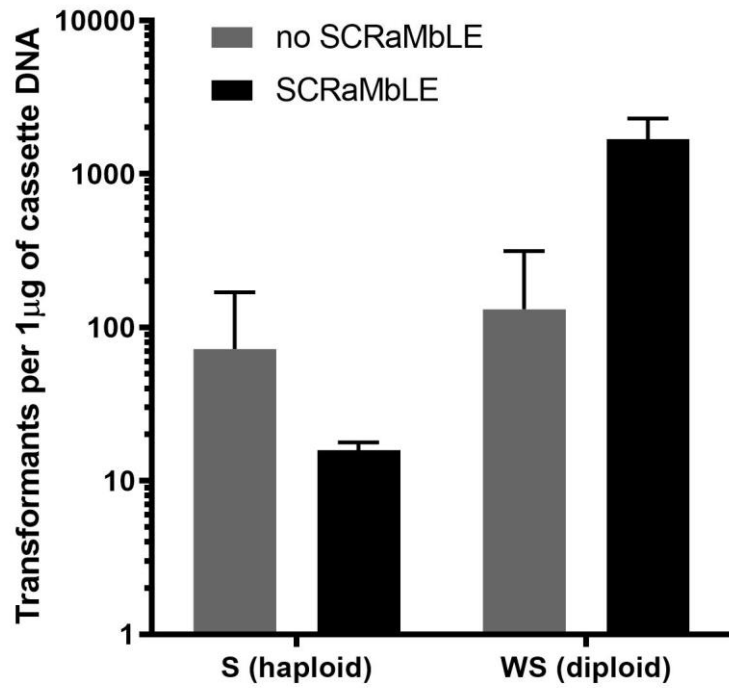 Transformants per 1μg of cassette DNA
10000
1000
100
10
1
no SCRaMbLE
SCRaMbLE
S (haploid)
WS (diploid)